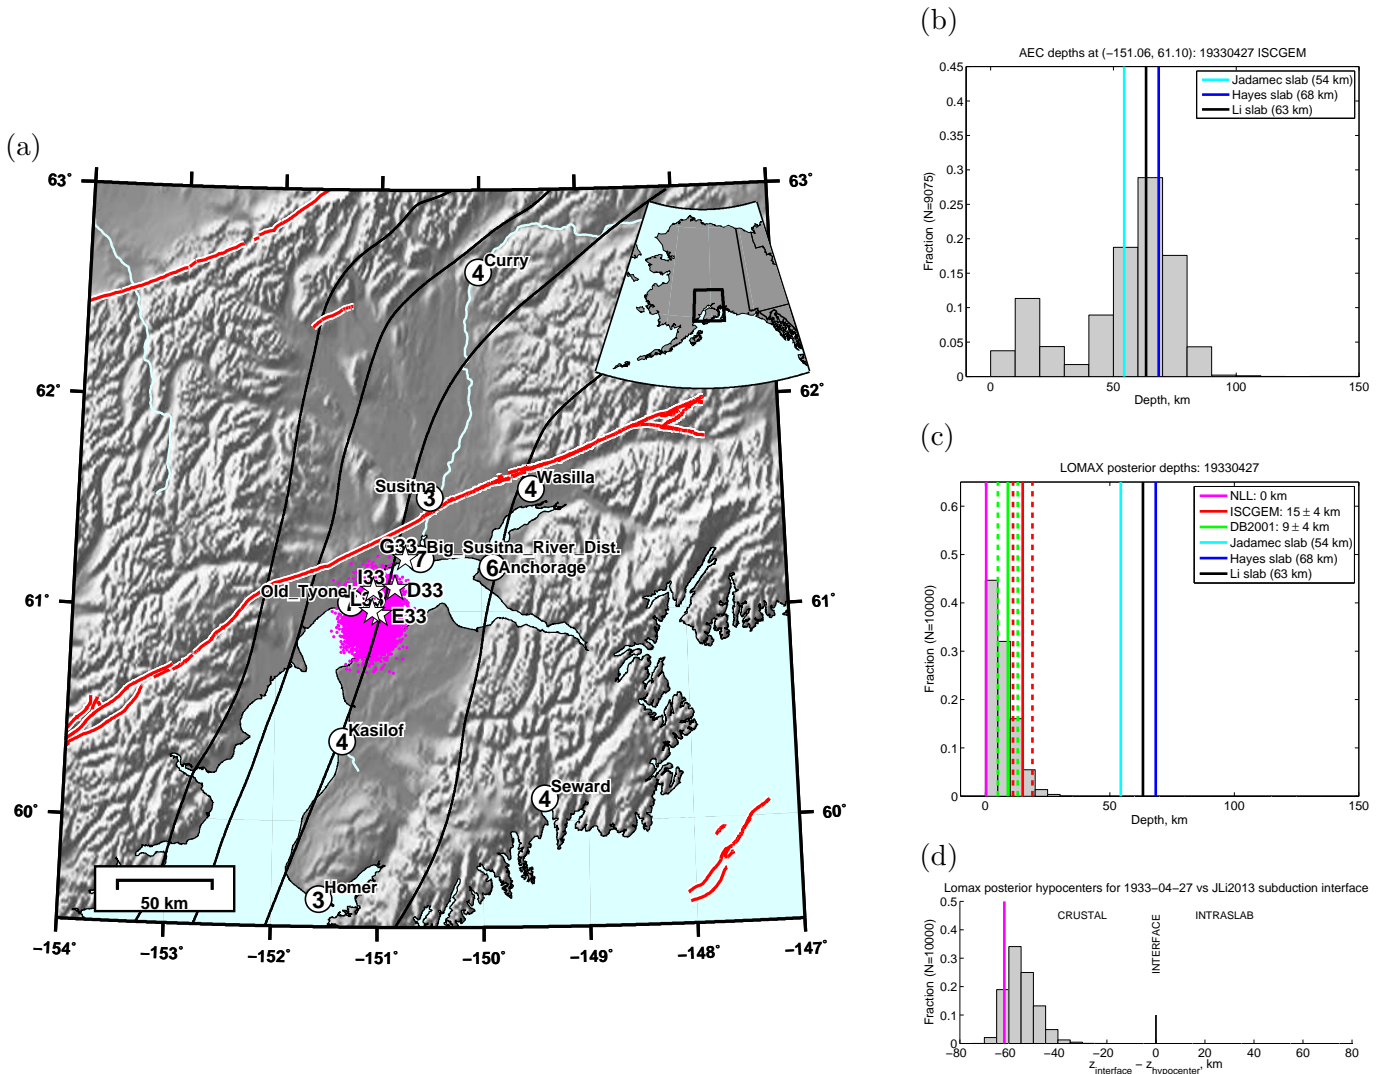 (a)
63°
63°
62°
62°
61°
61°
60°
60°
−154°
−153°
−152°
−151°
−150°
−149°
−148°
−147°
4
Curry
Susitna
3
4
Wasilla
G33
Big_Susitna_River_Dist.
7
6
Anchorage
I33
D33
Old_Tyonek
E33
4
Kasilof
4
Seward
3
Homer
50 km
(b)
AEC depths at (−151.06, 61.10): 19330427 ISCGEM
Jadamec slab (54 km)
Hayes slab (68 km)
Li slab (63 km)
Fraction (N=9075)
0.45
0.4
0.35
0.3
0.25
0.2
0.15
0.1
0.05
0
0
50
100
150
Depth, km
(c)
LOMAX posterior depths: 19330427
NLL: 0 km
ISCGEM: 15 ± 4 km
DB2001: 9 ± 4 km
Jadamec slab (54 km)
Hayes slab (68 km)
Li slab (63 km)
Fraction (N=10000)
0.6
0.5
0.4
0.3
0.2
0.1
0
0
50
100
150
Depth, km
(d)
Lomax posterior hypocenters for 1933−04−27 vs JLi2013 subduction interface
CRUSTAL
INTERFACE
INTRASLAB
Fraction (N=10000)
0.5
0.4
0.3
0.2
0.1
0
−80
−60
−40
−20
0
20
40
60
80
z_interface − z_hypocenter, km